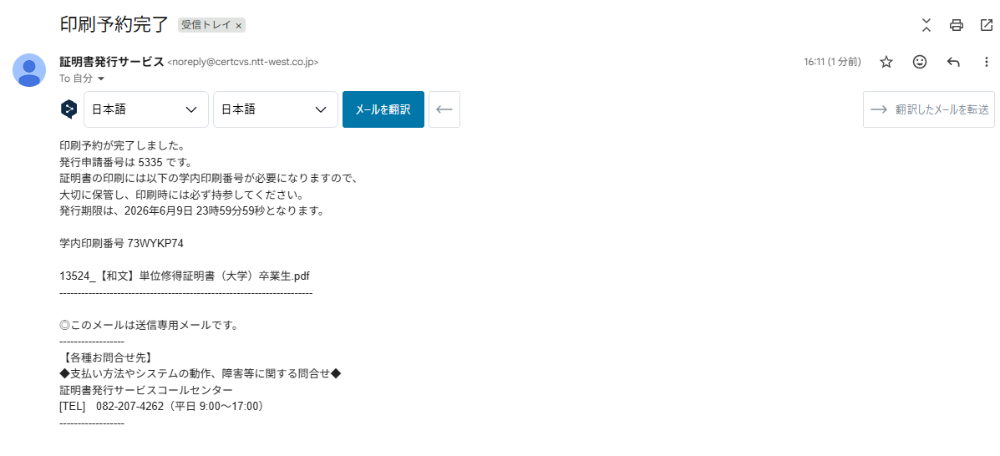 印刷予約完了 受信トレイ ×
証明書発行サービス <noreply@certcvs.ntt-west.co.jp> 16:11 (1 分前)
To 自分
日本語 日本語 メールを翻訳 翻訳したメールを転送
印刷予約が完了しました。
発行申請番号は 5335 です。
証明書の印刷には以下の学内印刷番号が必要になりますので、
大切に保管し、印刷時には必ず持参してください。
発行期限は、2026年6月9日 23時59分59秒となります。
学内印刷番号 73WYKP74
13524_【和文】単位修得証明書（大学）卒業生.pdf
----------------------------------------------------------------------
◎このメールは送信専用メールです。
------------------
【各種お問合せ先】
◆支払い方法やシステムの動作、障害等に関する問合せ◆
証明書発行サービスコールセンター
[TEL]　082-207-4262（平日 9:00～17:00）
------------------